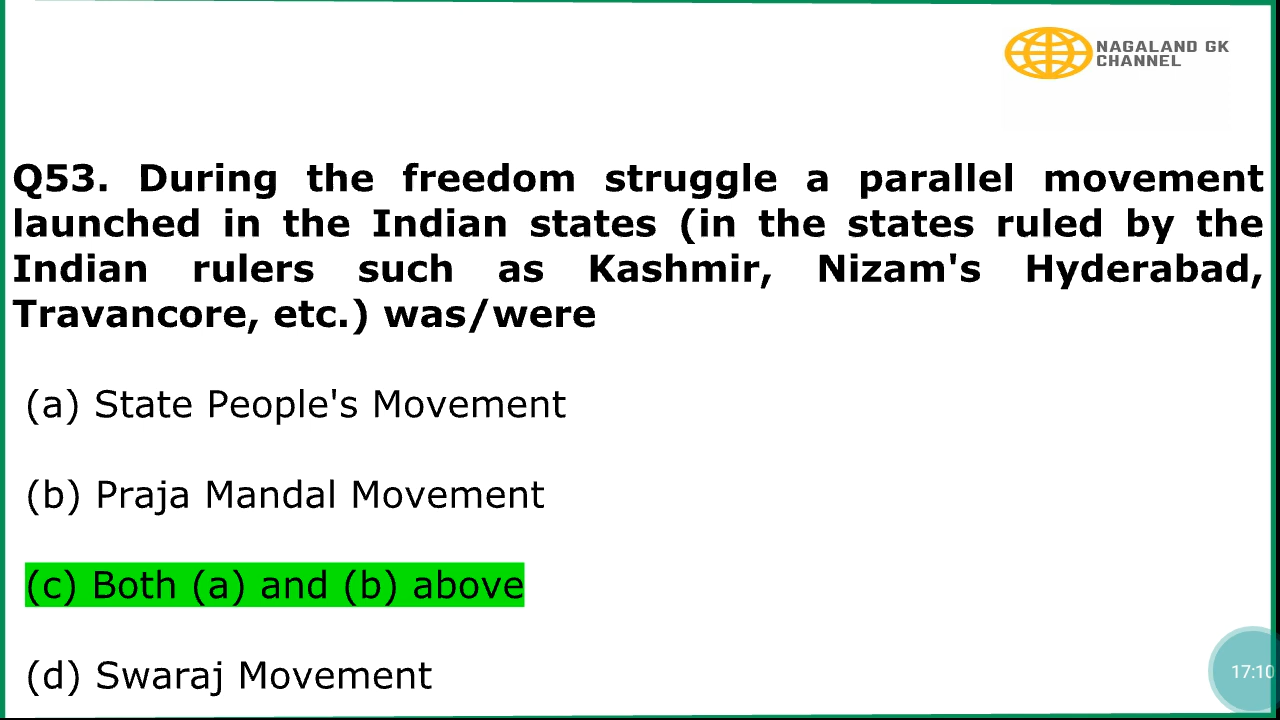 NAGALAND GK
CHANNEL
Q53. During the freedom struggle a parallel movement
launched in the Indian states (in the states ruled by the
Indian rulers such as Kashmir, Nizam's Hyderabad,
Travancore, etc.) was/were
(a) State People's Movement
(b) Praja Mandal Movement
(c) Both (a) and (b) above
(d) Swaraj Movement
17:10